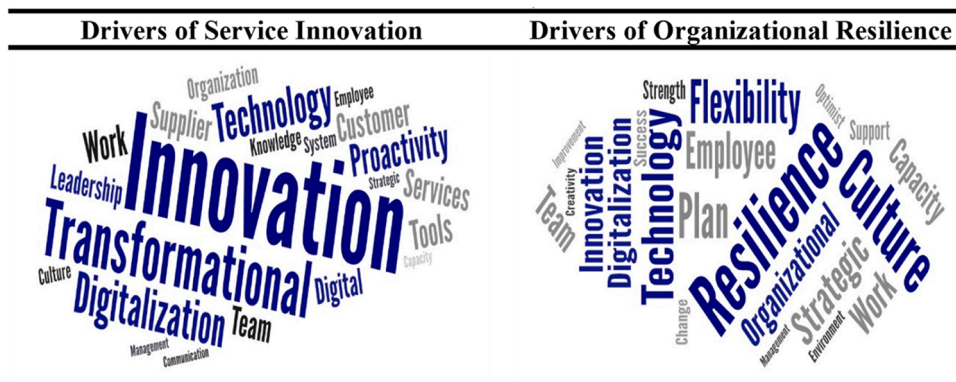 Drivers of Service Innovation
Drivers of Organizational Resilience
Organization
Employee
Technology
Supplier
Customer
Knowledge
System
Work
Innovation
Proactivity
Strategic
Services
Leadership
Tools
Transformational
Capacity
Culture
Digital
Digitalization
Team
Management
Communication
Strength
Flexibility
Optimist
Support
Improvement
Success
Technology
Employee
Capacity
Creativity
Innovation
Digitalization
Team
Plan
Resilience
Culture
Organizational
Strategic
Work
Change
Management
Environment